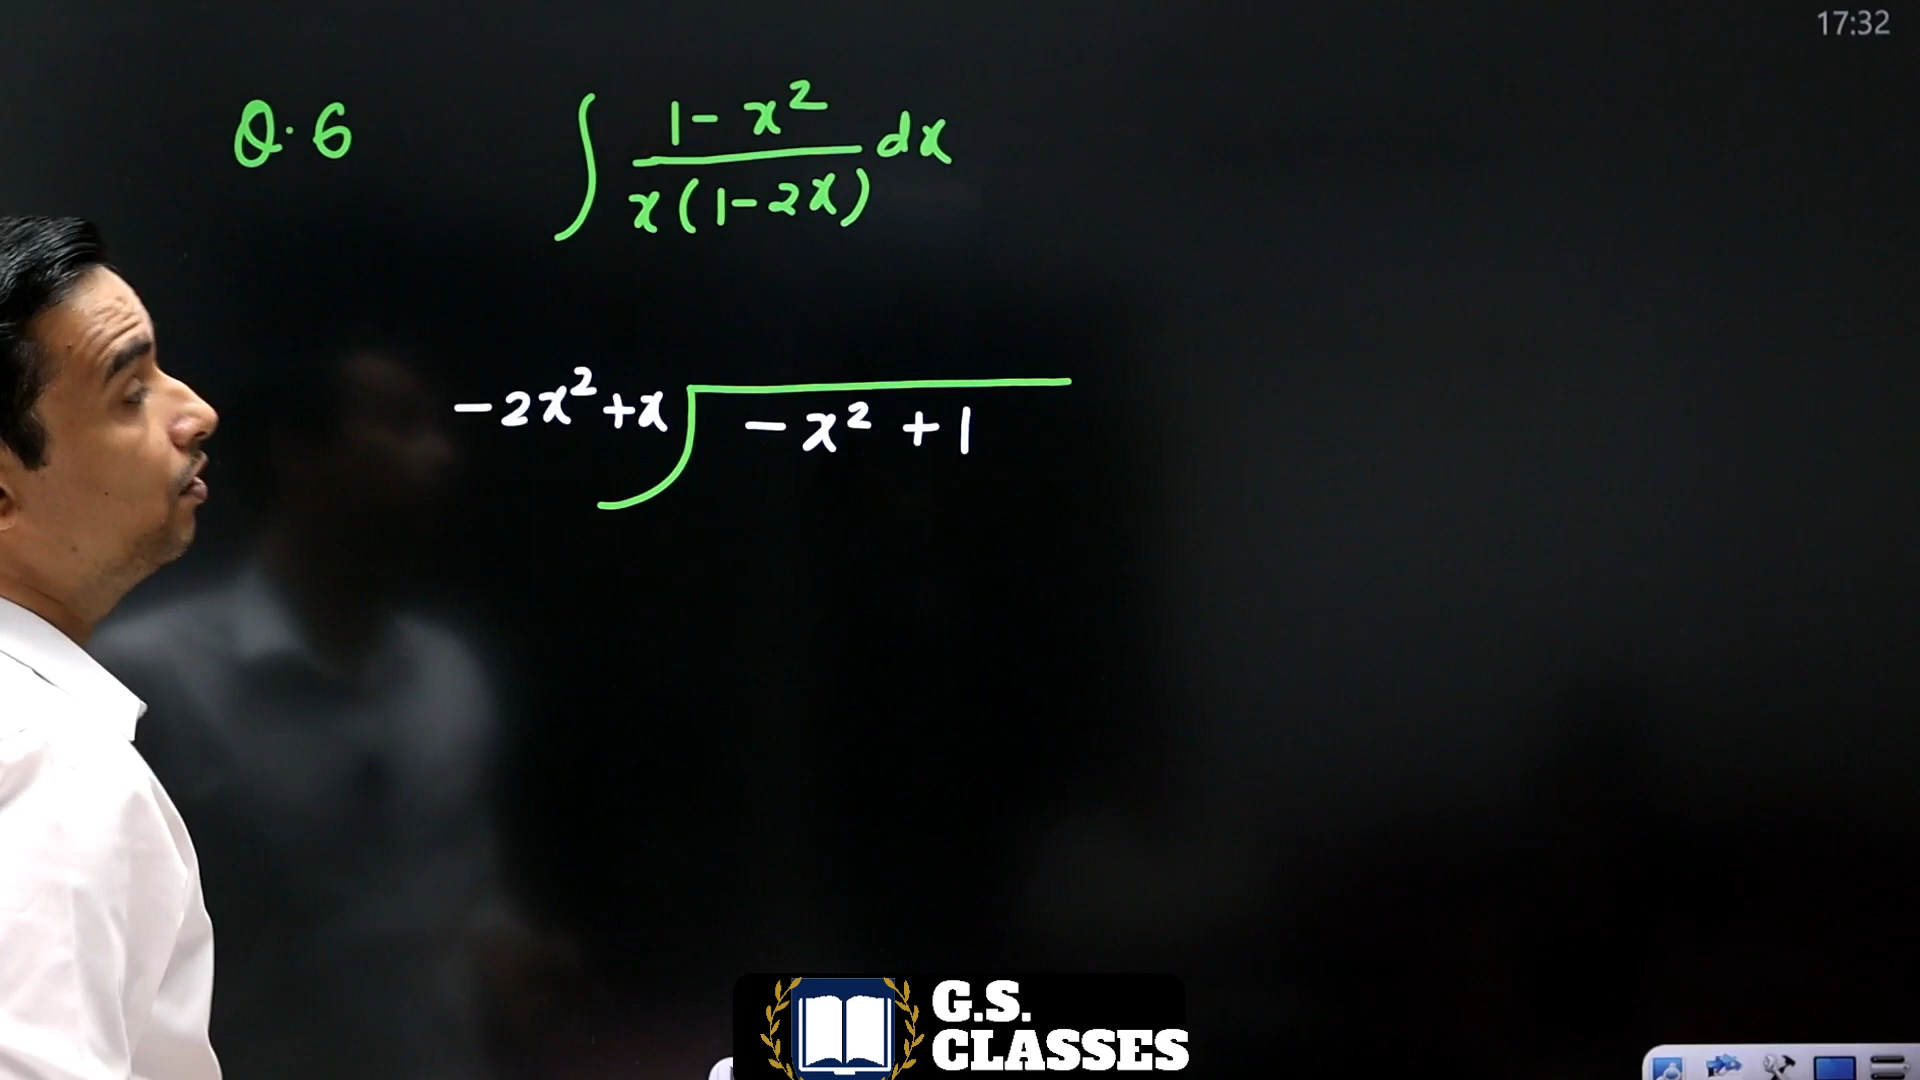 17:32
Q.6 ∫ (1 - x²)/(x(1-2x)) dx
-2x²+x ) -x² + 1
G.S.
CLASSES